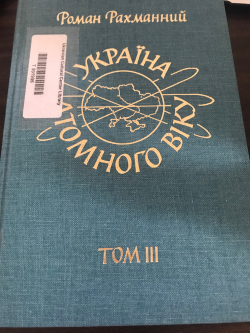 Роман Рахманний
УКРАЇНА
АТОМНОГО ВІКУ
ТОМ III